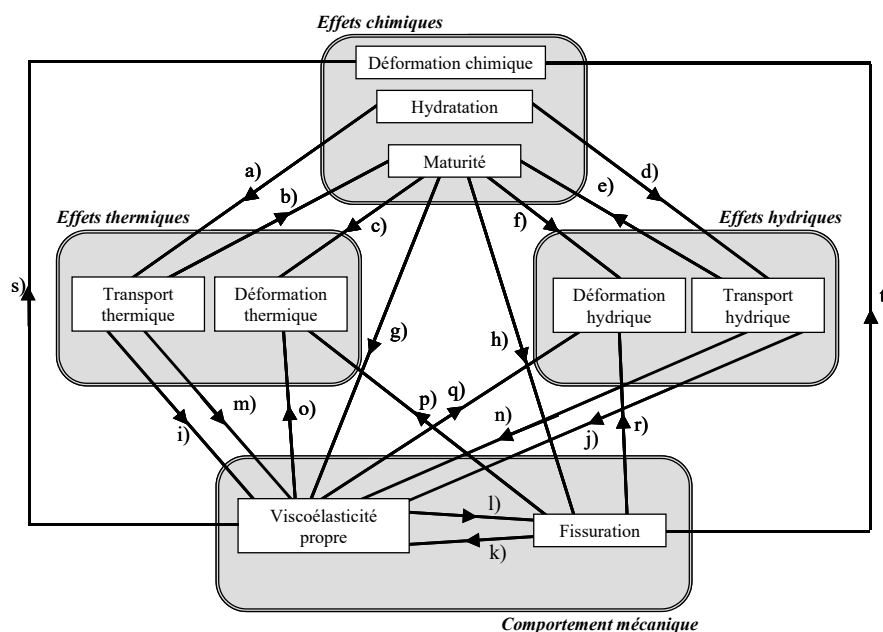 Effets chimiques
Déformation chimique
Hydratation
Maturité
a)
b)
c)
d)
e)
f)
Effets thermiques
Effets hydriques
Transport
thermique
Déformation
thermique
Déformation
hydrique
Transport
hydrique
s)
g)
h)
i)
m)
o)
p)
q)
n)
j)
r)
Viscoélasticité
propre
l)
k)
Fissuration
Comportement mécanique